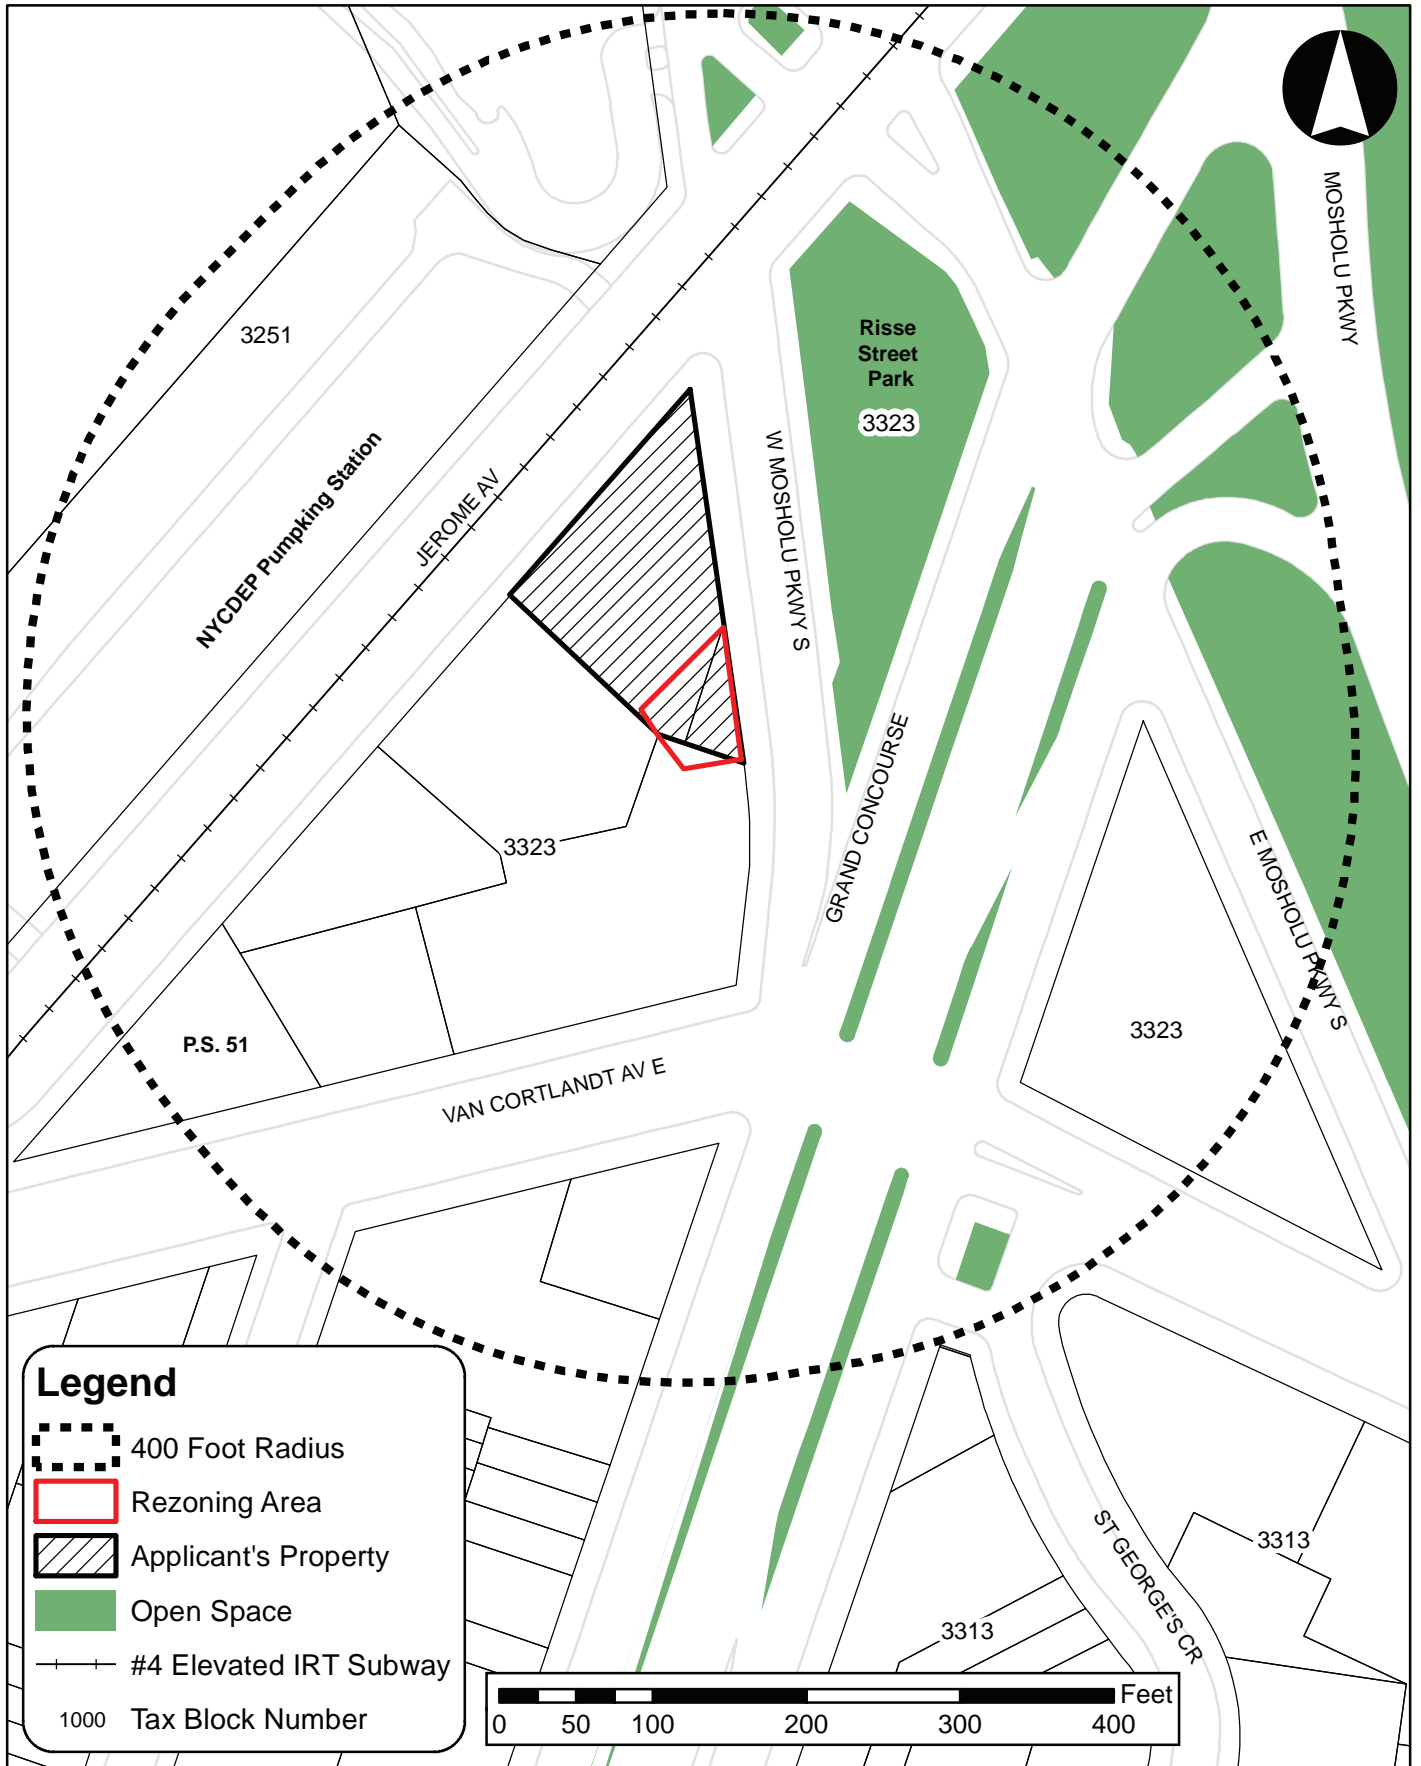 MOSHOLU PKWY
3251
Risse
Street
Park
3323
NYCDEP Pumpking Station
JEROME AV
W MOSHOLU PKWY S
GRAND CONCOURSE
3323
E MOSHOLU PKWY S
3323
P.S. 51
VAN CORTLANDT AV E
ST GEORGE'S CR
3313
3313
Legend
400 Foot Radius
Rezoning Area
Applicant's Property
Open Space
#4 Elevated IRT Subway
1000 Tax Block Number
Feet
0 50 100 200 300 400